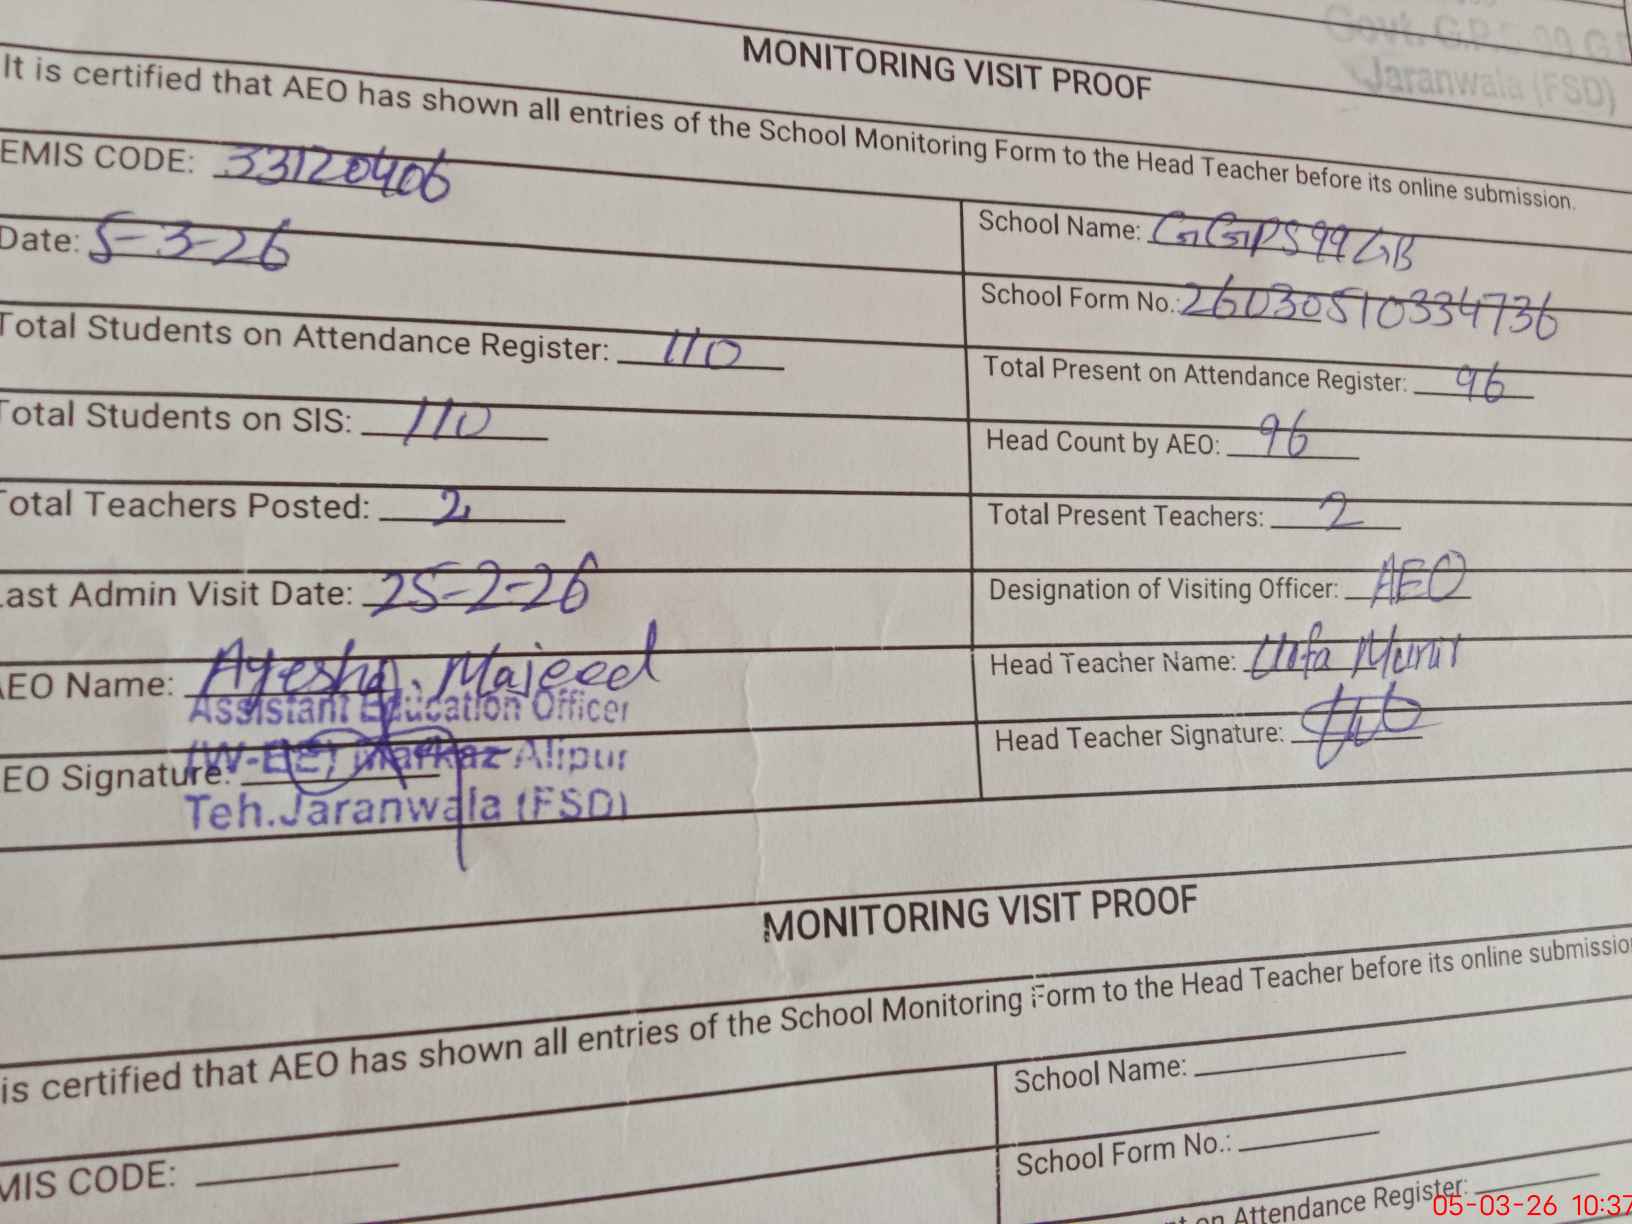 Govt. G.P.S 99 G.B
Jaranwala (FSD)
MONITORING VISIT PROOF
It is certified that AEO has shown all entries of the School Monitoring Form to the Head Teacher before its online submission.
EMIS CODE: 33120406
School Name: GGPS 99 GB
Date: 5-3-26
School Form No.: 26030510334736
Total Students on Attendance Register: 110
Total Present on Attendance Register: 96
Total Students on SIS: 110
Head Count by AEO: 96
Total Teachers Posted: 2
Total Present Teachers: 2
Last Admin Visit Date: 25-2-26
Designation of Visiting Officer: AEO
AEO Name: Ayesha Majeed
Head Teacher Name: Munir
Assistant Education Officer
(W-EE) Markaz Alipur
AEO Signature:
Head Teacher Signature:
Teh.Jaranwala (FSD)
MONITORING VISIT PROOF
is certified that AEO has shown all entries of the School Monitoring Form to the Head Teacher before its online submission
School Name:
EMIS CODE:
School Form No.:
on Attendance Register:
05-03-26 10:37